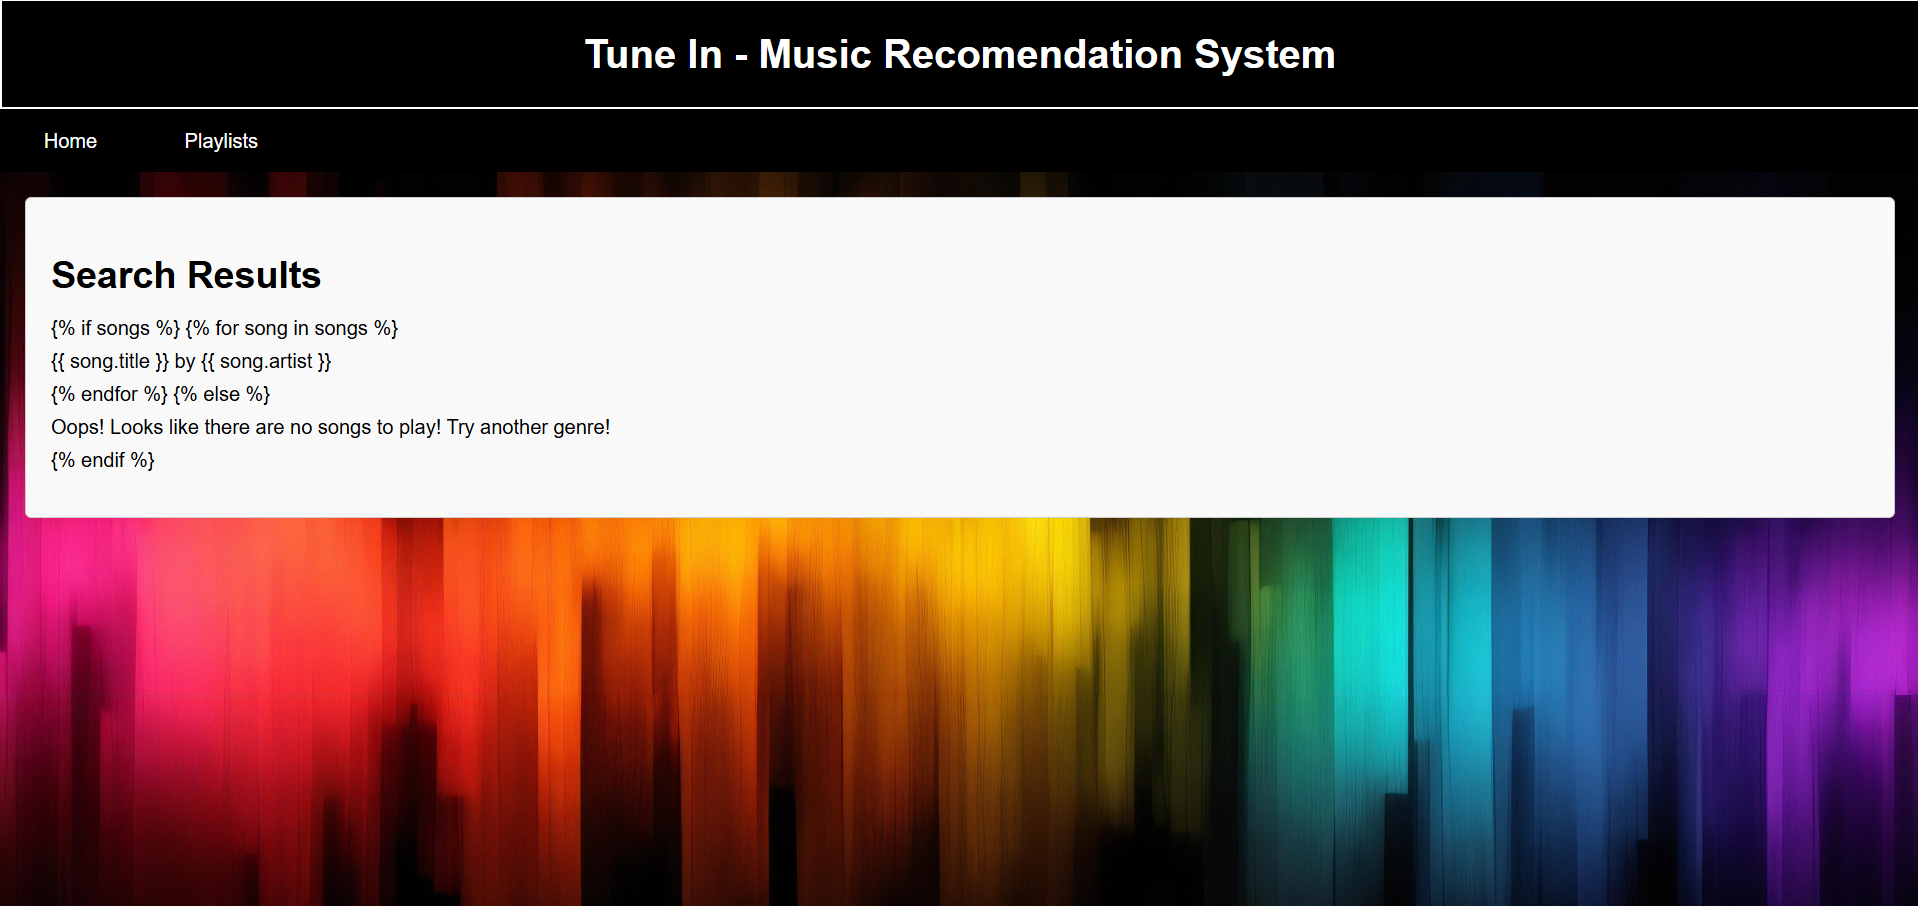 Tune In - Music Recomendation System
Home Playlists
Search Results
{% if songs %} {% for song in songs %}
{{ song.title }} by {{ song.artist }}
{% endfor %} {% else %}
Oops! Looks like there are no songs to play! Try another genre!
{% endif %}